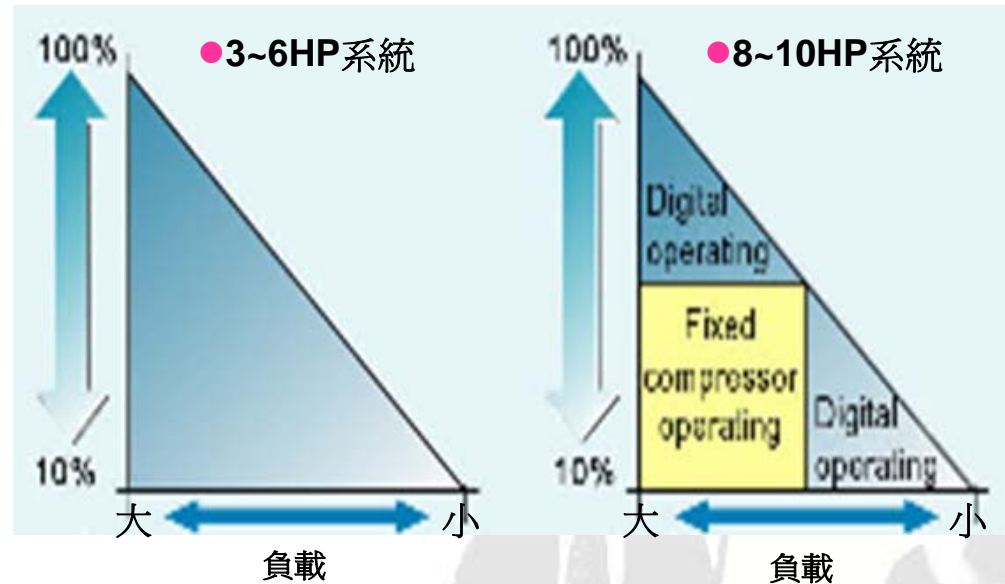 ●3~6HP系統
100%
10%
大
小
負載
●8~10HP系統
100%
Digital
operating
Fixed
compressor
operating
Digital
operating
10%
大
小
負載